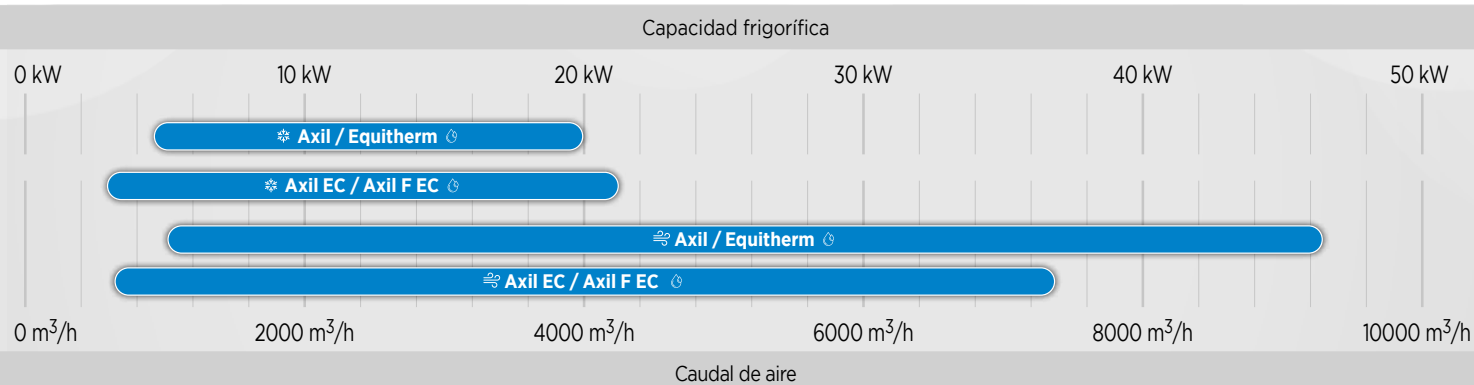 Capacidad frigorífica
0 kW 10 kW 20 kW 30 kW 40 kW 50 kW
Axil / Equitherm
Axil EC / Axil F EC
Axil / Equitherm
Axil EC / Axil F EC
0 m³/h 2000 m³/h 4000 m³/h 6000 m³/h 8000 m³/h 10000 m³/h
Caudal de aire